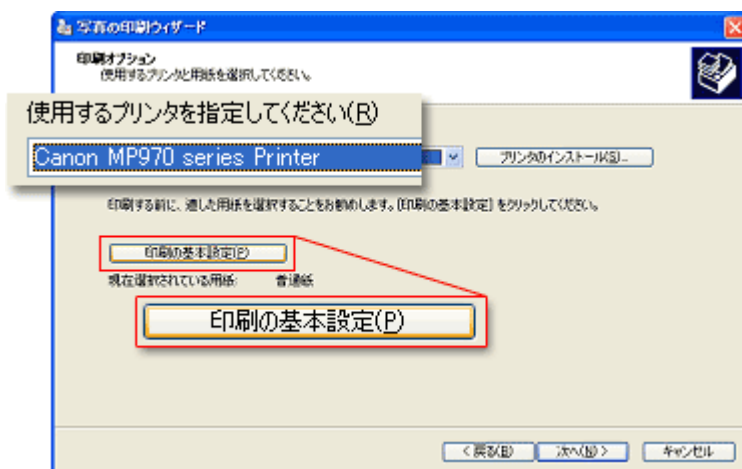 写真の印刷ウィザード
印刷オプション
使用するプリンタと用紙を選択してください。
使用するプリンタを指定してください(R)
Canon MP970 series Printer
プリンタのインストール(S)...
印刷する前に、適した用紙を選択することをお勧めします。[印刷の基本設定] をクリックしてください。
印刷の基本設定(P)
現在選択されている用紙: 普通紙
印刷の基本設定(P)
< 戻る(B)
次へ(N) >
キャンセル